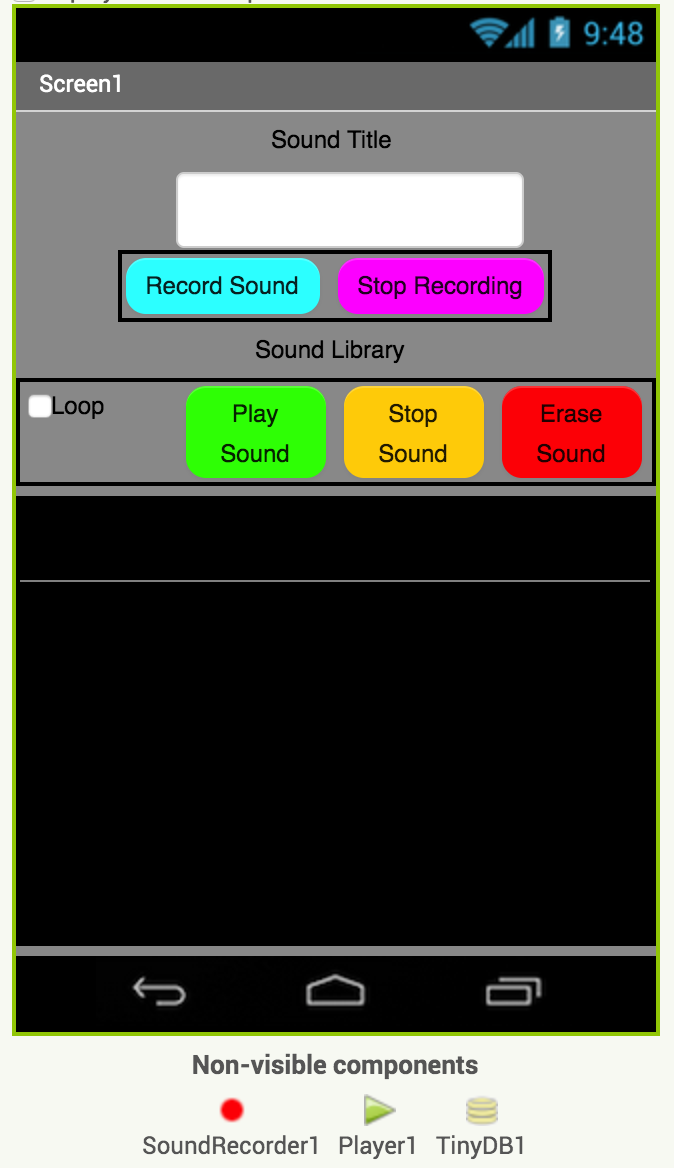 9:48
Screen1
Sound Title
Record Sound
Stop Recording
Sound Library
Loop
Play
Sound
Stop
Sound
Erase
Sound
Non-visible components
SoundRecorder1
Player1
TinyDB1